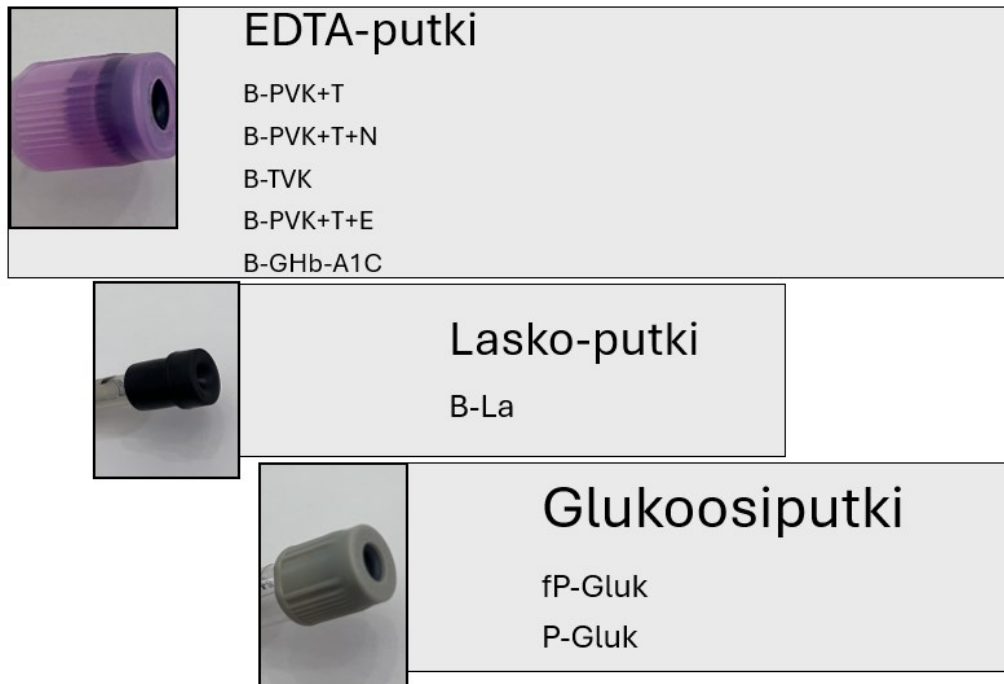 EDTA-putki
B-PVK+T
B-PVK+T+N
B-TVK
B-PVK+T+E
B-GHb-A1C
Lasko-putki
B-La
Glukoosiputki
fP-Gluk
P-Gluk